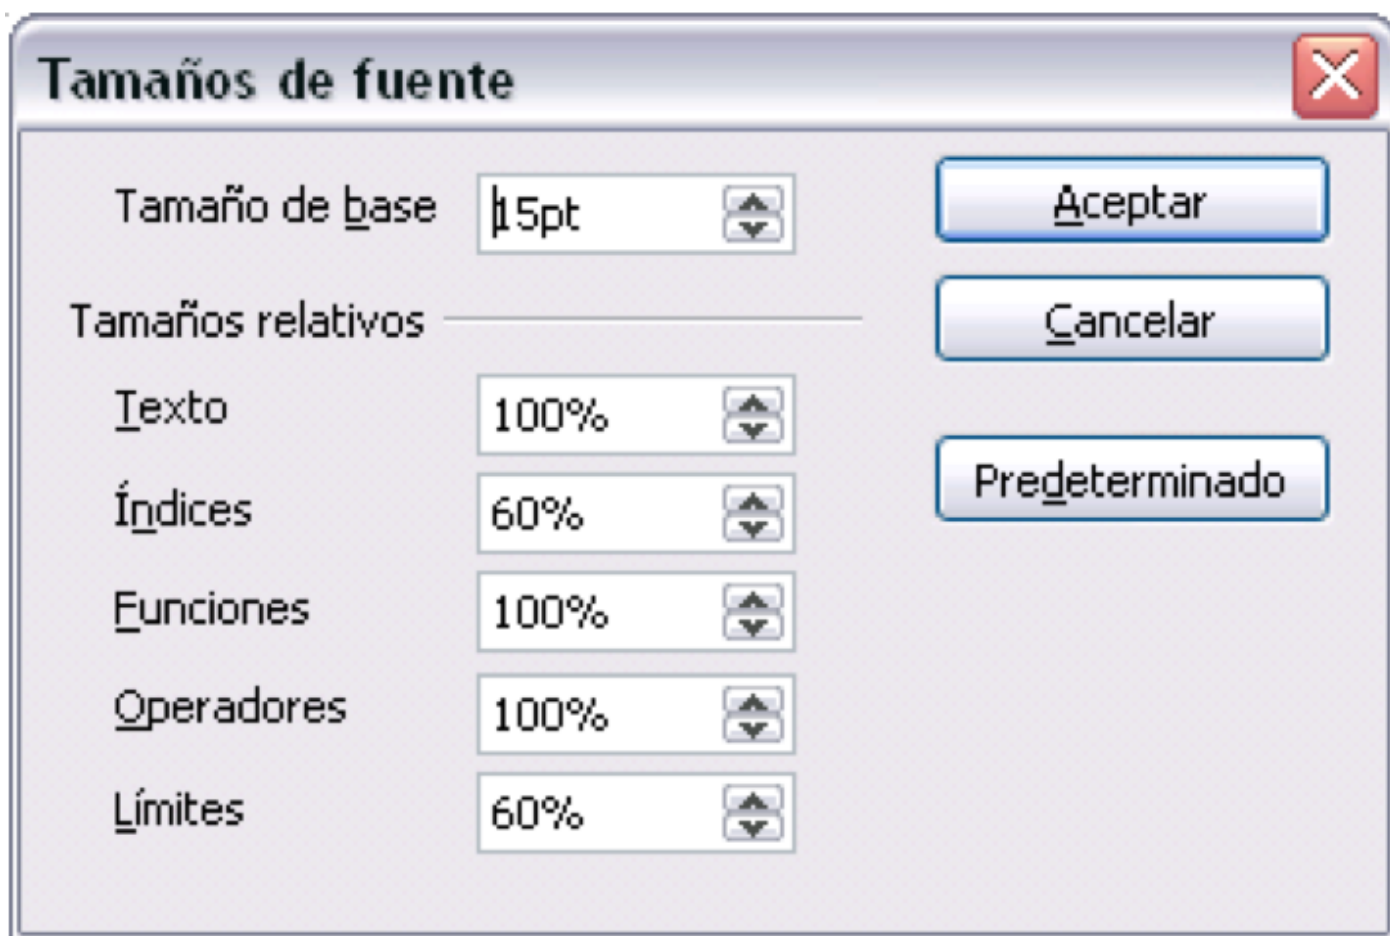 Tamaños de fuente
Tamaño de base 15pt Aceptar
Tamaños relativos Cancelar
Texto 100%
Predeterminado
Índices 60%
Funciones 100%
Operadores 100%
Límites 60%